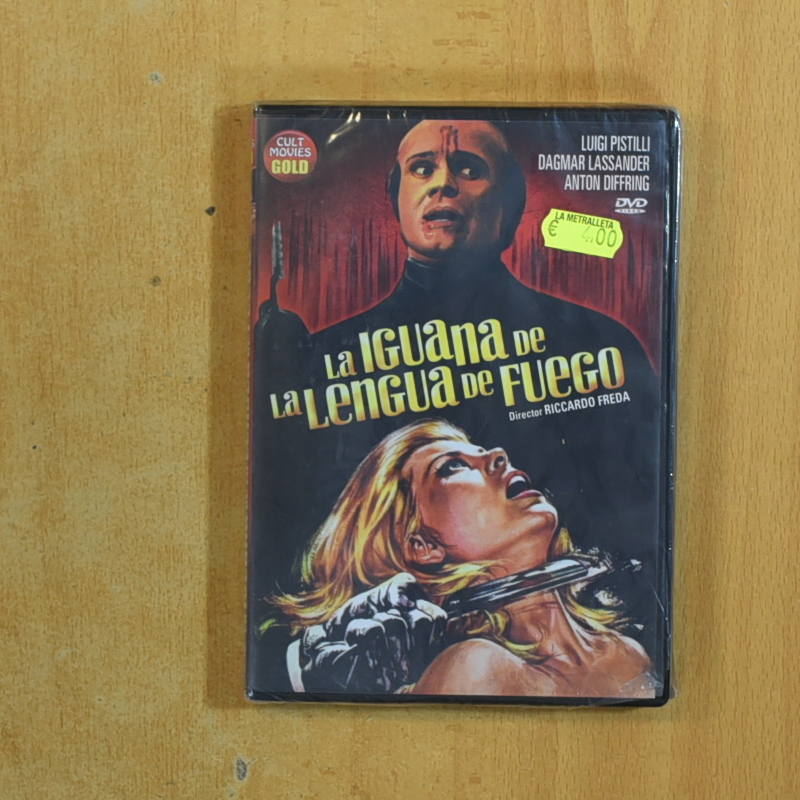 CULT
MOVIES
GOLD
LUIGI PISTILLI
DAGMAR LASSANDER
ANTON DIFFRING
DVD
VIDEO
LA METRALLETA
€ 4.00
LA IGUANA DE
LA LENGUA DE FUEGO
Director RICCARDO FREDA